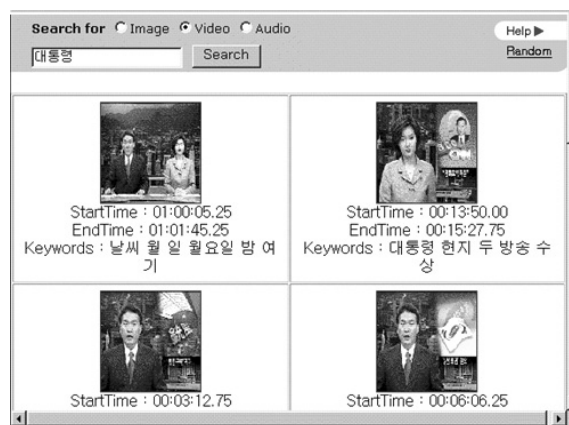 Search for Image Video Audio
Help ▶
대통령 Search
Random
StartTime : 01:00:05.25
EndTime : 01:01:45.25
Keywords : 날씨 월 일 월요일 밤 여
기
StartTime : 00:13:50.00
EndTime : 00:15:27.75
Keywords : 대통령 현지 두 방송 수
상
StartTime : 00:03:12.75
StartTime : 00:06:06.25